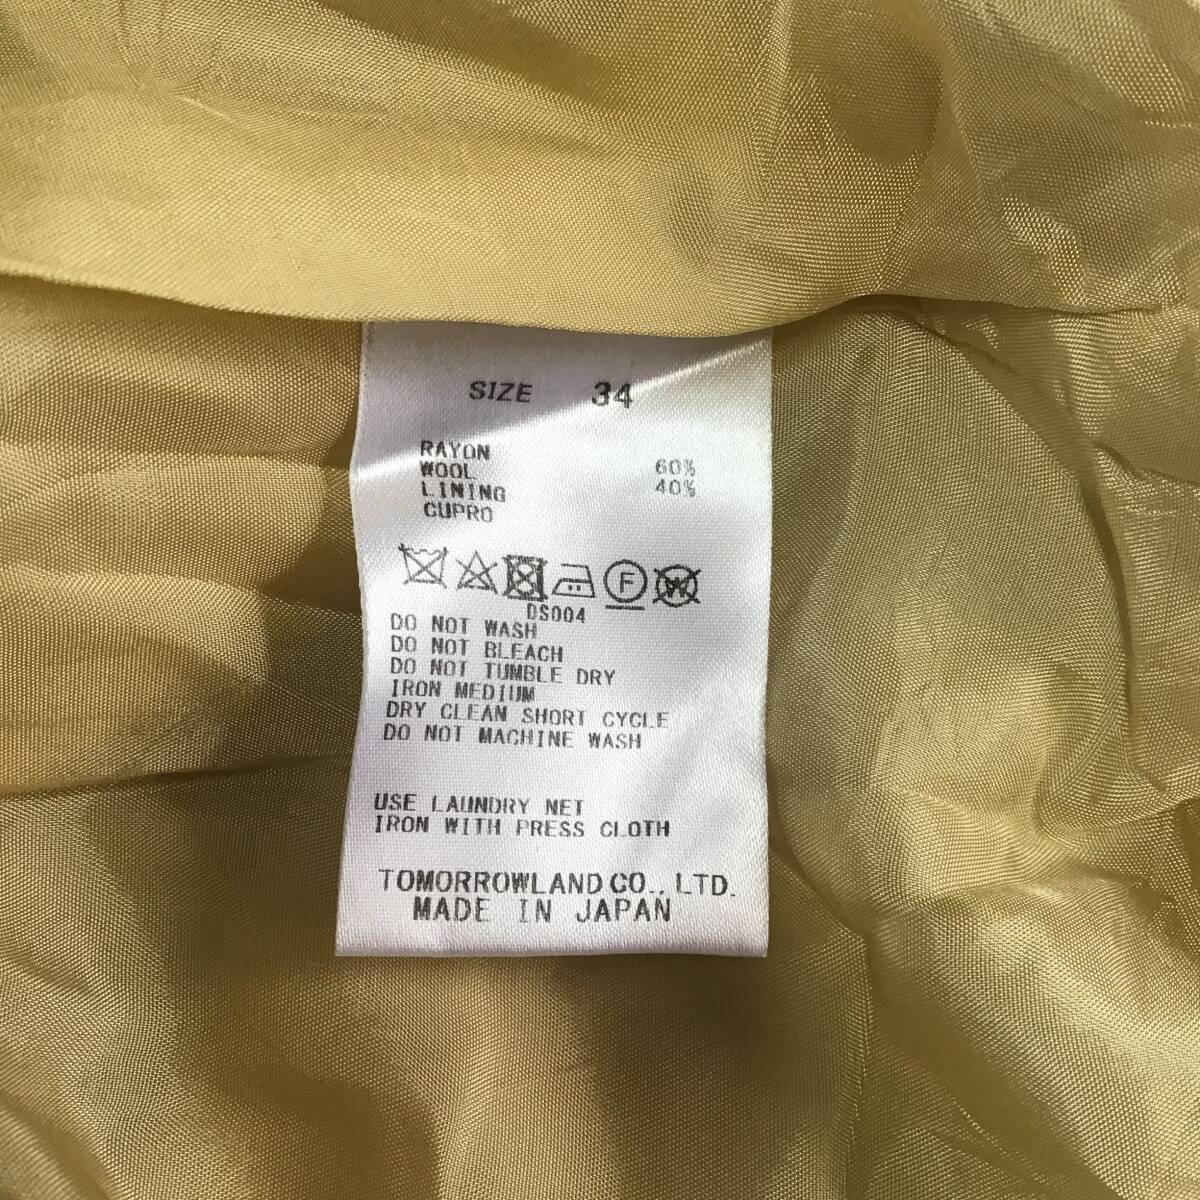 SIZE 34
RAYON 60%
WOOL 40%
LINING
CUPRO
F W
DS004
DO NOT WASH
DO NOT BLEACH
DO NOT TUMBLE DRY
IRON MEDIUM
DRY CLEAN SHORT CYCLE
DO NOT MACHINE WASH
USE LAUNDRY NET
IRON WITH PRESS CLOTH
TOMORROWLAND CO., LTD.
MADE IN JAPAN